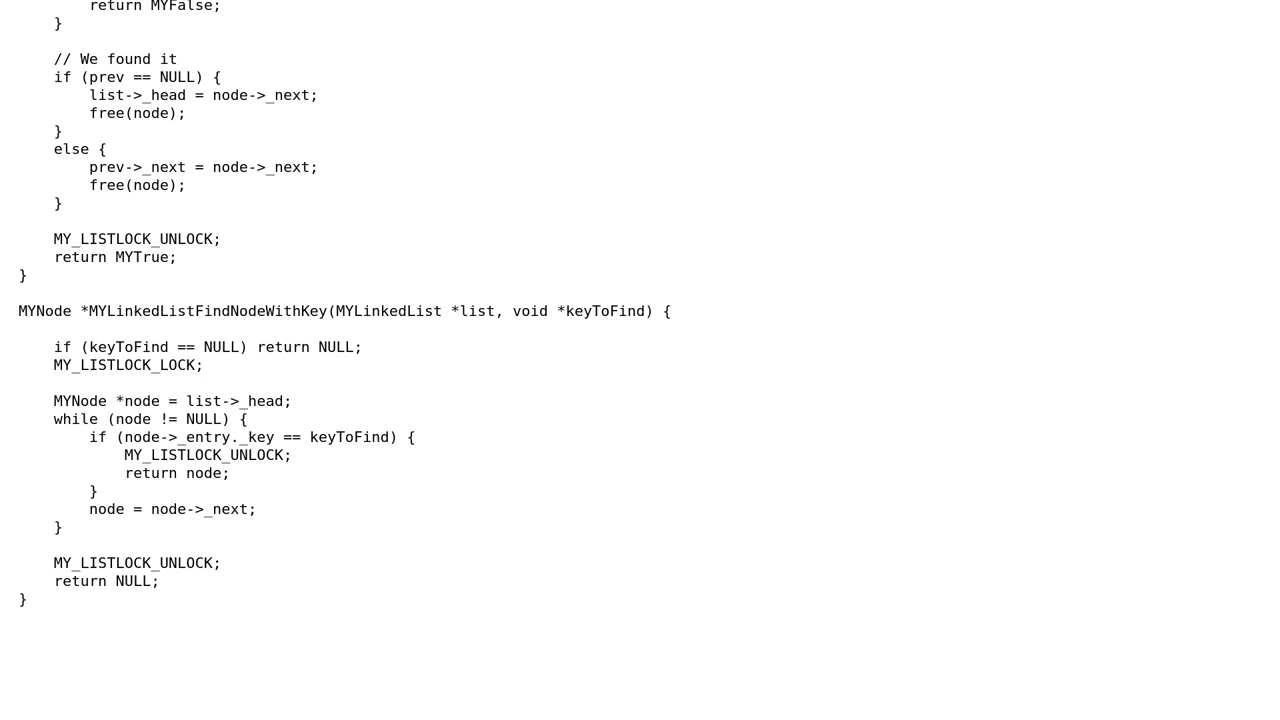 return MYFalse;
}
// We found it
if (prev == NULL) {
list->_head = node->_next;
free(node);
}
else {
prev->_next = node->_next;
free(node);
}
MY_LISTLOCK_UNLOCK;
return MYTrue;
}
MYNode *MYLinkedListFindNodeWithKey(MYLinkedList *list, void *keyToFind) {
if (keyToFind == NULL) return NULL;
MY_LISTLOCK_LOCK;
MYNode *node = list->_head;
while (node != NULL) {
if (node->_entry._key == keyToFind) {
MY_LISTLOCK_UNLOCK;
return node;
}
node = node->_next;
}
MY_LISTLOCK_UNLOCK;
return NULL;
}